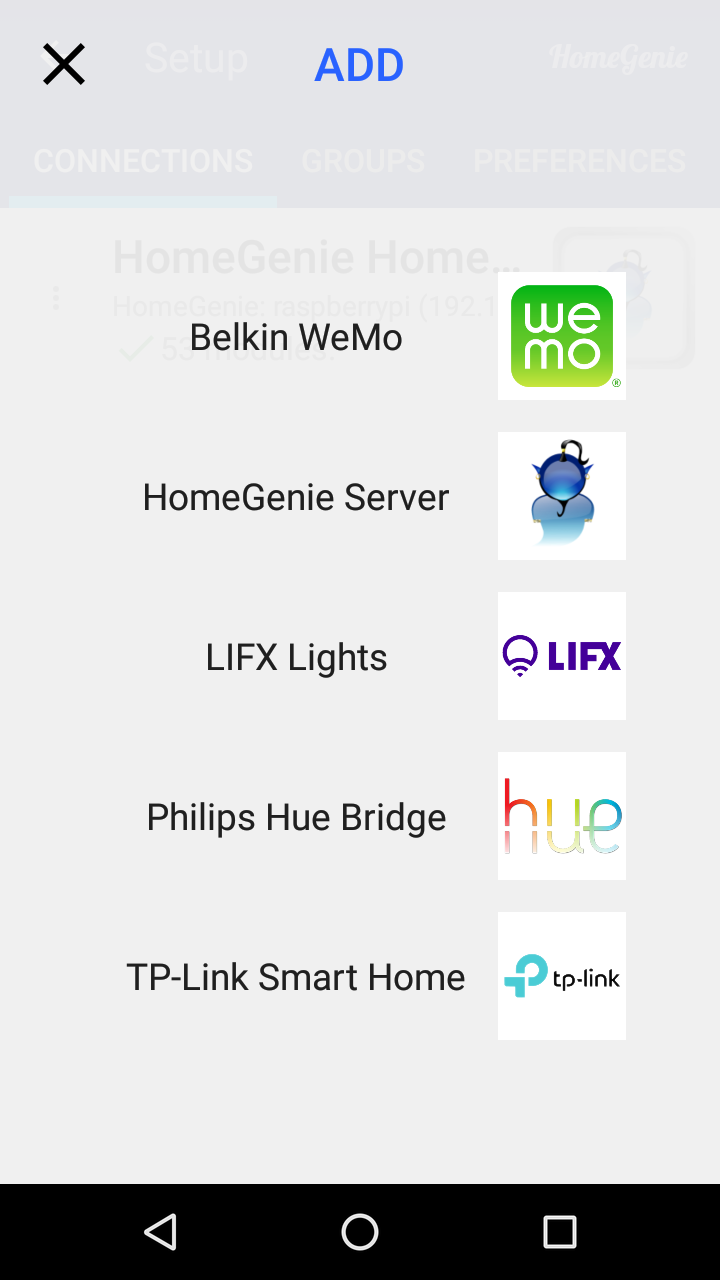 Setup
ADD
HomeGenie
CONNECTIONS
GROUPS
PREFERENCES
HomeGenie Home...
HomeGenie: raspberrypi (192.1
53 modules.
Belkin WeMo
we
mo
®
HomeGenie Server
LIFX Lights
LIFX
Philips Hue Bridge
hue
TP-Link Smart Home
tp-link